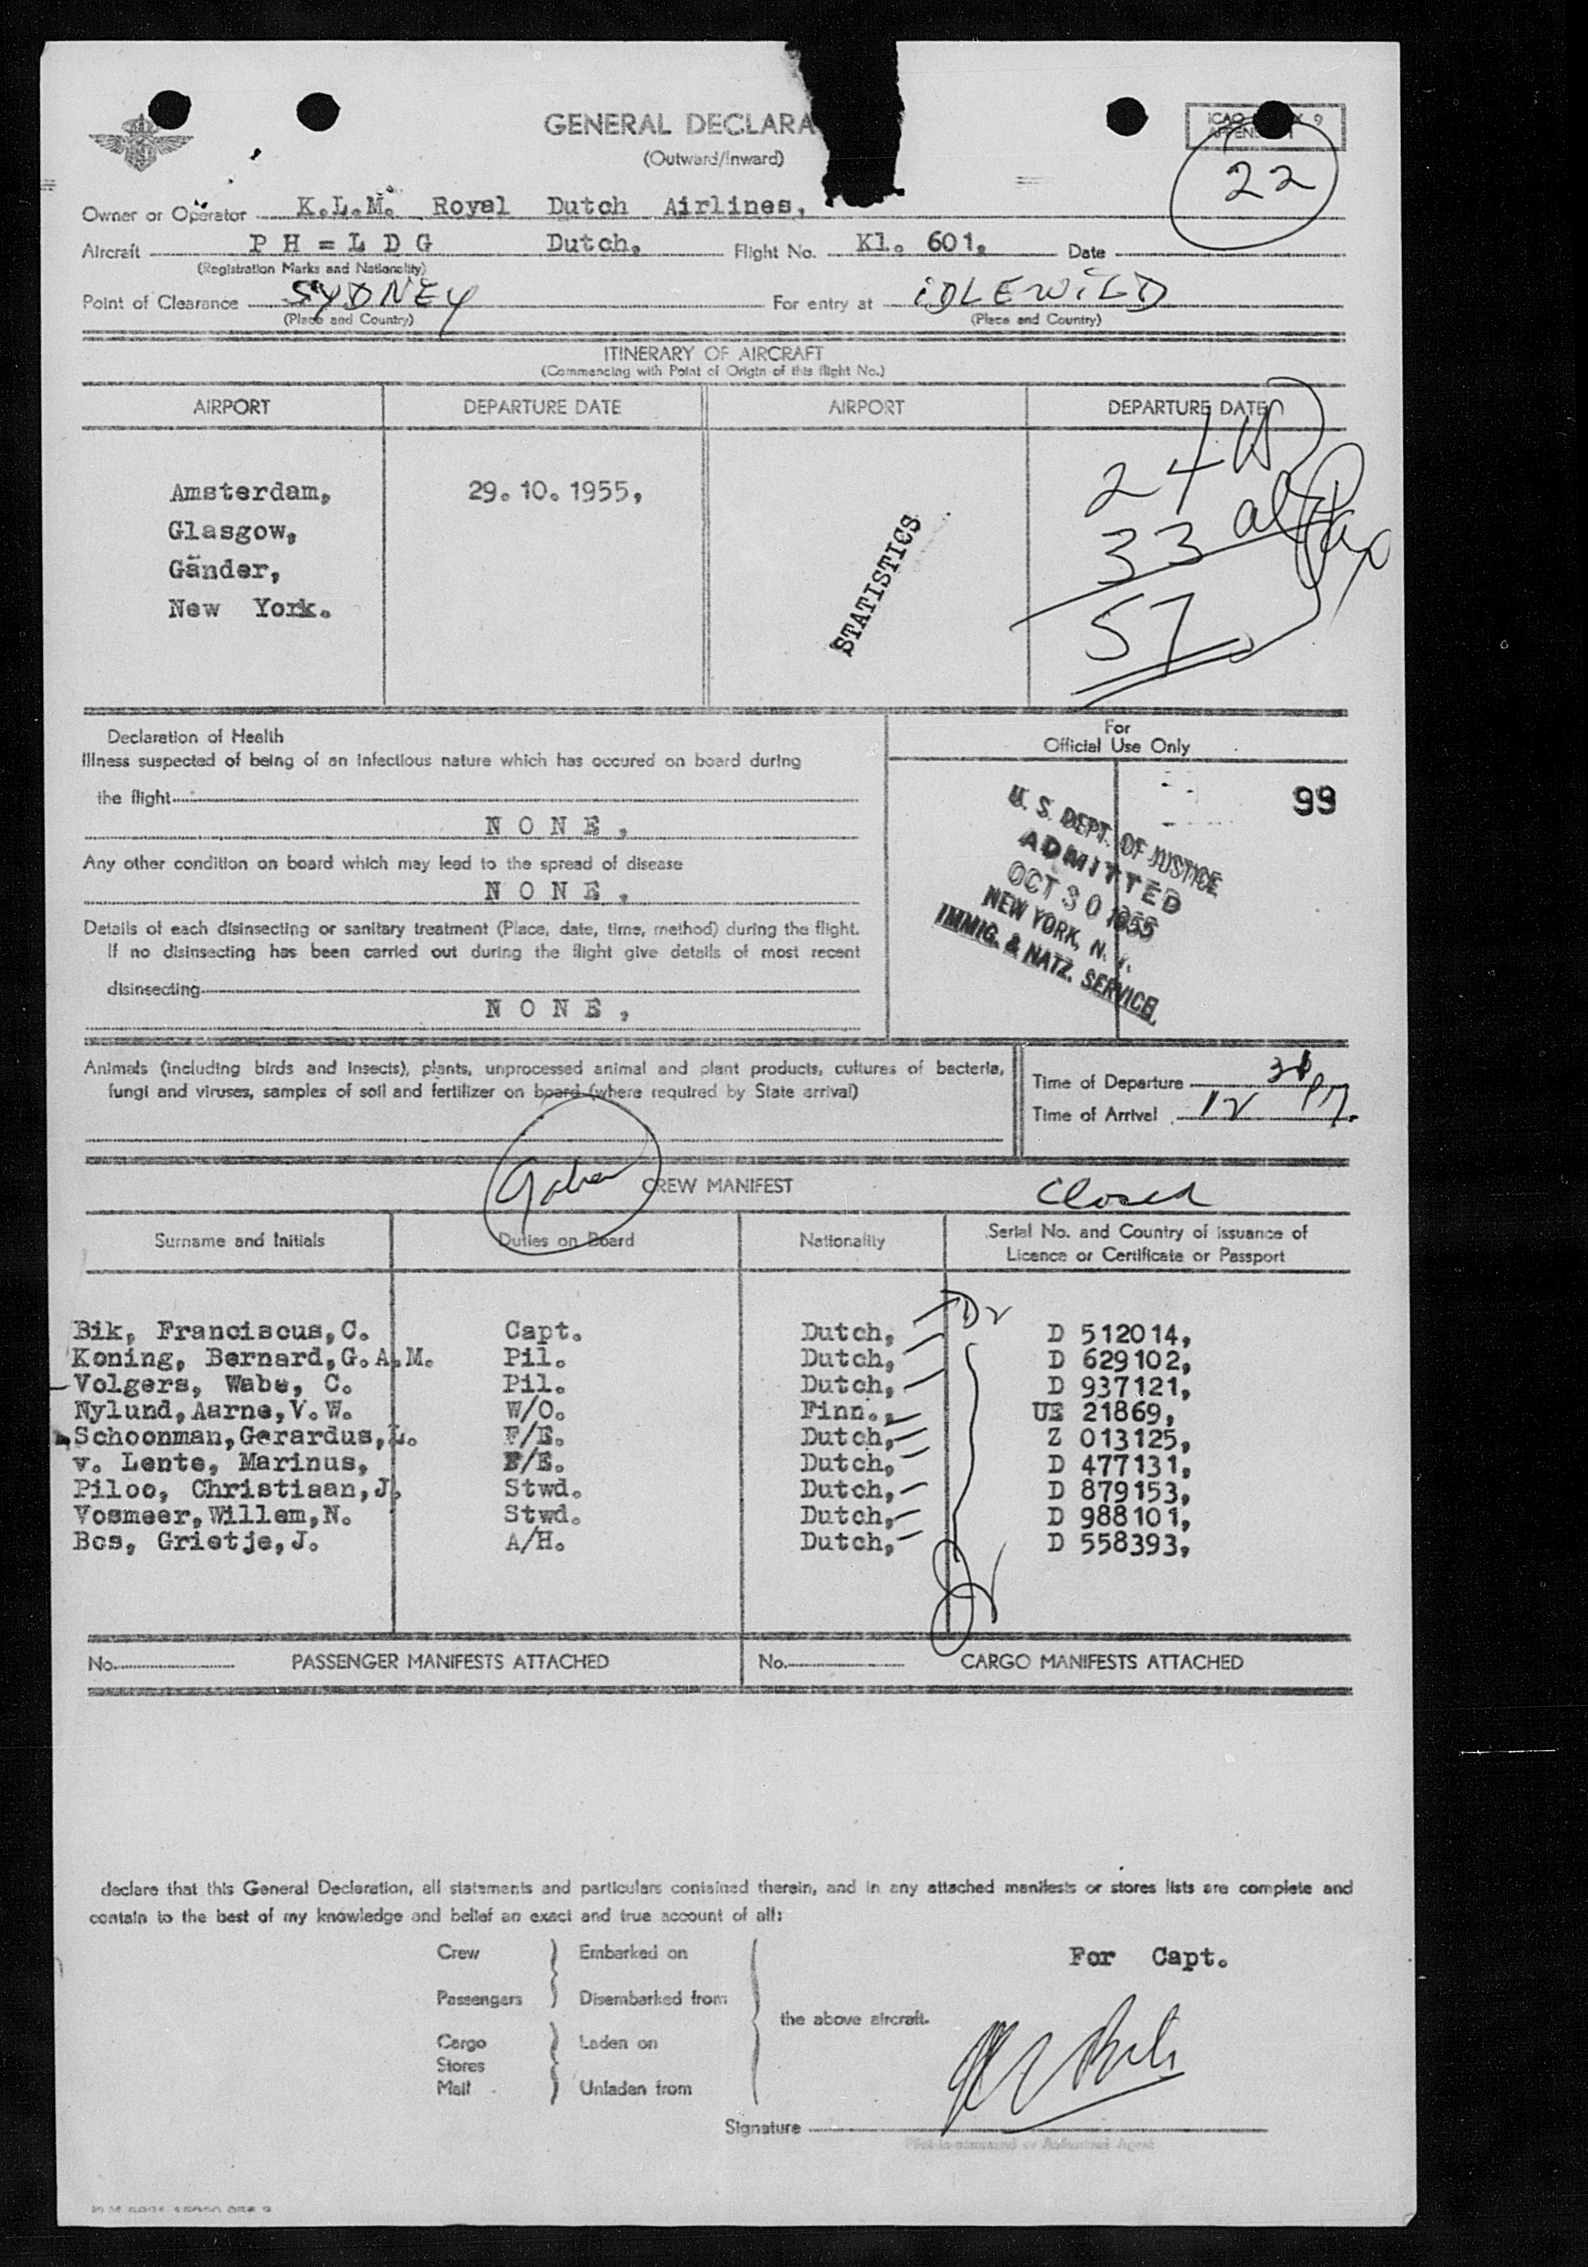 GENERAL DECLARA
(Outward/Inward)
ICAO 9
22
Owner or Operator K.L.M. Royal Dutch Airlines,
Aircraft P H = L D G Dutch, Flight No. Kl. 601, Date
(Registration Marks and Nationality)
Point of Clearance SYDNEY For entry at IDLEWILD
(Place and Country) (Place and Country)
ITINERARY OF AIRCRAFT
(Commencing with Point of Origin of this flight No.)
AIRPORT DEPARTURE DATE AIRPORT DEPARTURE DATE
Amsterdam, 29. 10. 1955,
Glasgow,
Gander,
New York.
STATISTICS
24
33
57
Declaration of Health
Illness suspected of being of an infectious nature which has occured on board during
the flight
N O N E ,
Any other condition on board which may lead to the spread of disease
N O N E ,
Details of each disinsecting or sanitary treatment (Place, date, time, method) during the flight.
If no disinsecting has been carried out during the flight give details of most recent
disinsecting
N O N E ,
For
Official Use Only
99
U. S. DEPT. OF JUSTICE
ADMITTED
OCT 30 1955
NEW YORK, N. Y.
IMMIG. & NATZ. SERVICE
Animals (including birds and insects), plants, unprocessed animal and plant products, cultures of bacteria,
fungi and viruses, samples of soil and fertilizer on board (where required by State arrival)
Time of Departure
Time of Arrival 12
CREW MANIFEST Closed
Surname and Initials Duties on Board Nationality Serial No. and Country of issuance of
Licence or Certificate or Passport
Bik, Franciscus, C. Capt. Dutch, D 512014,
Koning, Bernard, G. A. M. Pil. Dutch, D 629102,
Volgers, Wabe, C. Pil. Dutch, D 937121,
Nylund, Aarne, V. W. W/O. Finn., UE 21869,
Schoonman, Gerardus, L. F/E. Dutch, Z 013125,
v. Lente, Marinus, F/E. Dutch, D 477131,
Piloo, Christiaan, J. Stwd. Dutch, D 879153,
Vosmeer, Willem, N. Stwd. Dutch, D 988101,
Bos, Grietje, J. A/H. Dutch, D 558393,
No. PASSENGER MANIFESTS ATTACHED No. CARGO MANIFESTS ATTACHED
declare that this General Declaration, all statements and particulars contained therein, and in any attached manifests or stores lists are complete and
contain to the best of my knowledge and belief an exact and true account of all:
Crew Embarked on
Passengers Disembarked from
Cargo Laden on
Stores
Mail Unladen from
the above aircraft.
For Capt.
Signature